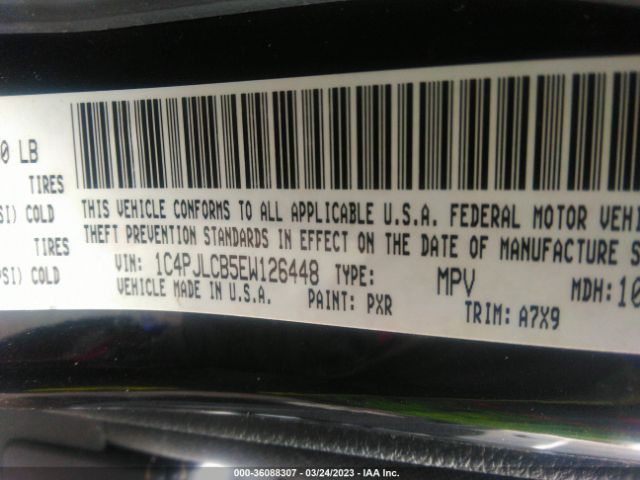 0 LB
TIRES
SI) COLD
TIRES
PSI) COLD
THIS VEHICLE CONFORMS TO ALL APPLICABLE U.S.A. FEDERAL MOTOR VEHI
THEFT PREVENTION STANDARDS IN EFFECT ON THE DATE OF MANUFACTURE S
VIN: 1C4PJLCB5EW126448 TYPE: MPV MDH: 10
VEHICLE MADE IN U.S.A. PAINT: PXR TRIM: A7X9
000-36088307 - 03/24/2023 - IAA Inc.